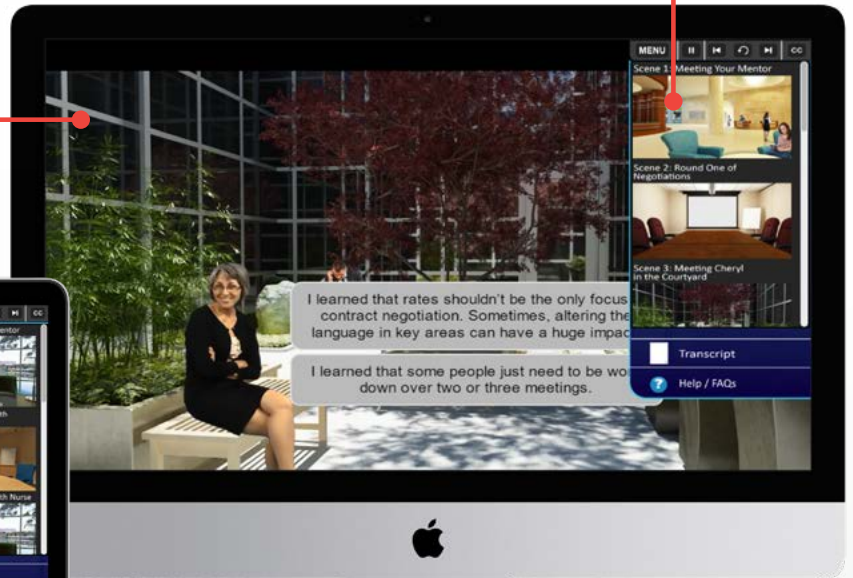 MENU
CC
Scene 1: Meeting Your Mentor
Scene 2: Round One of
Negotiations
Scene 3: Meeting Cheryl
in the Courtyard
I learned that rates shouldn't be the only focus
contract negotiation. Sometimes, altering the
language in key areas can have a huge impac
I learned that some people just need to be wo
down over two or three meetings.
Transcript
? Help / FAQs
CC
entor
th
th Nurse